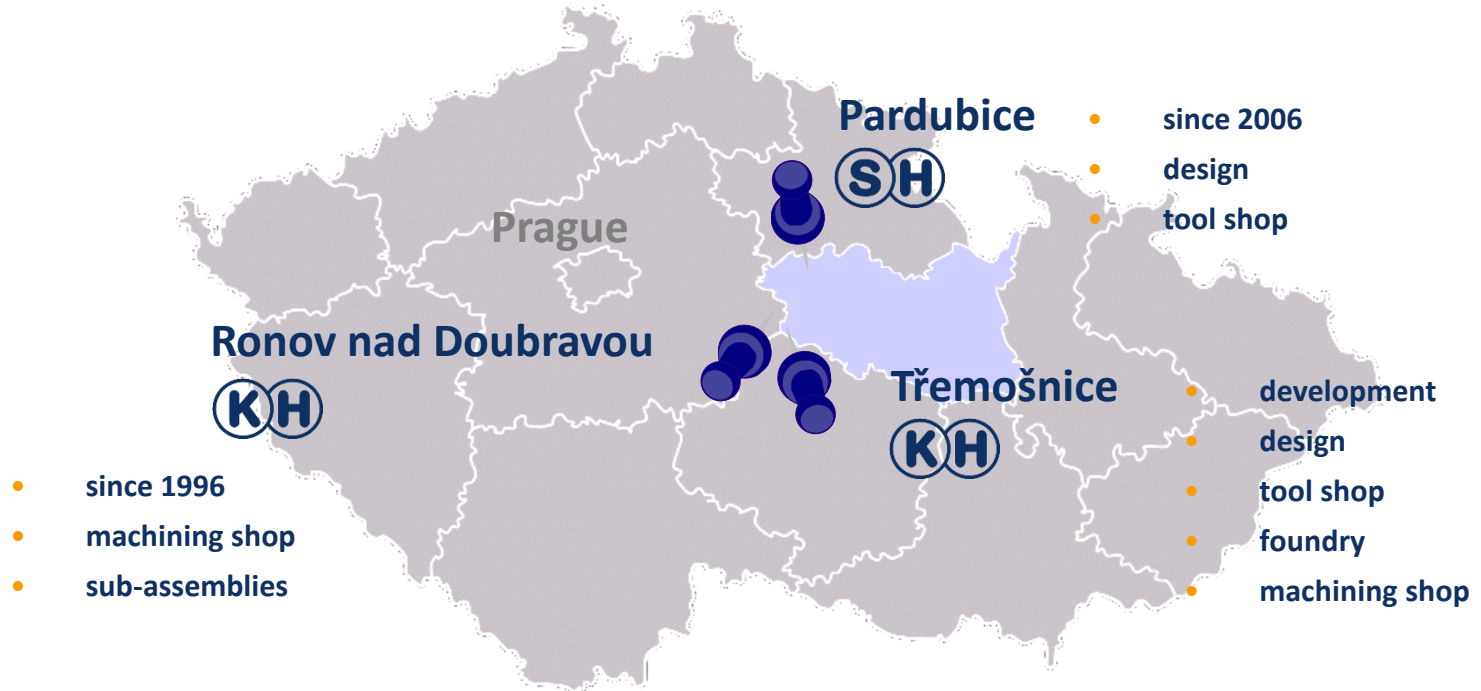 Pardubice
SH
• since 2006
• design
• tool shop
Prague
Ronov nad Doubravou
KH
• since 1996
• machining shop
• sub-assemblies
Třemošnice
KH
• development
• design
• tool shop
• foundry
• machining shop